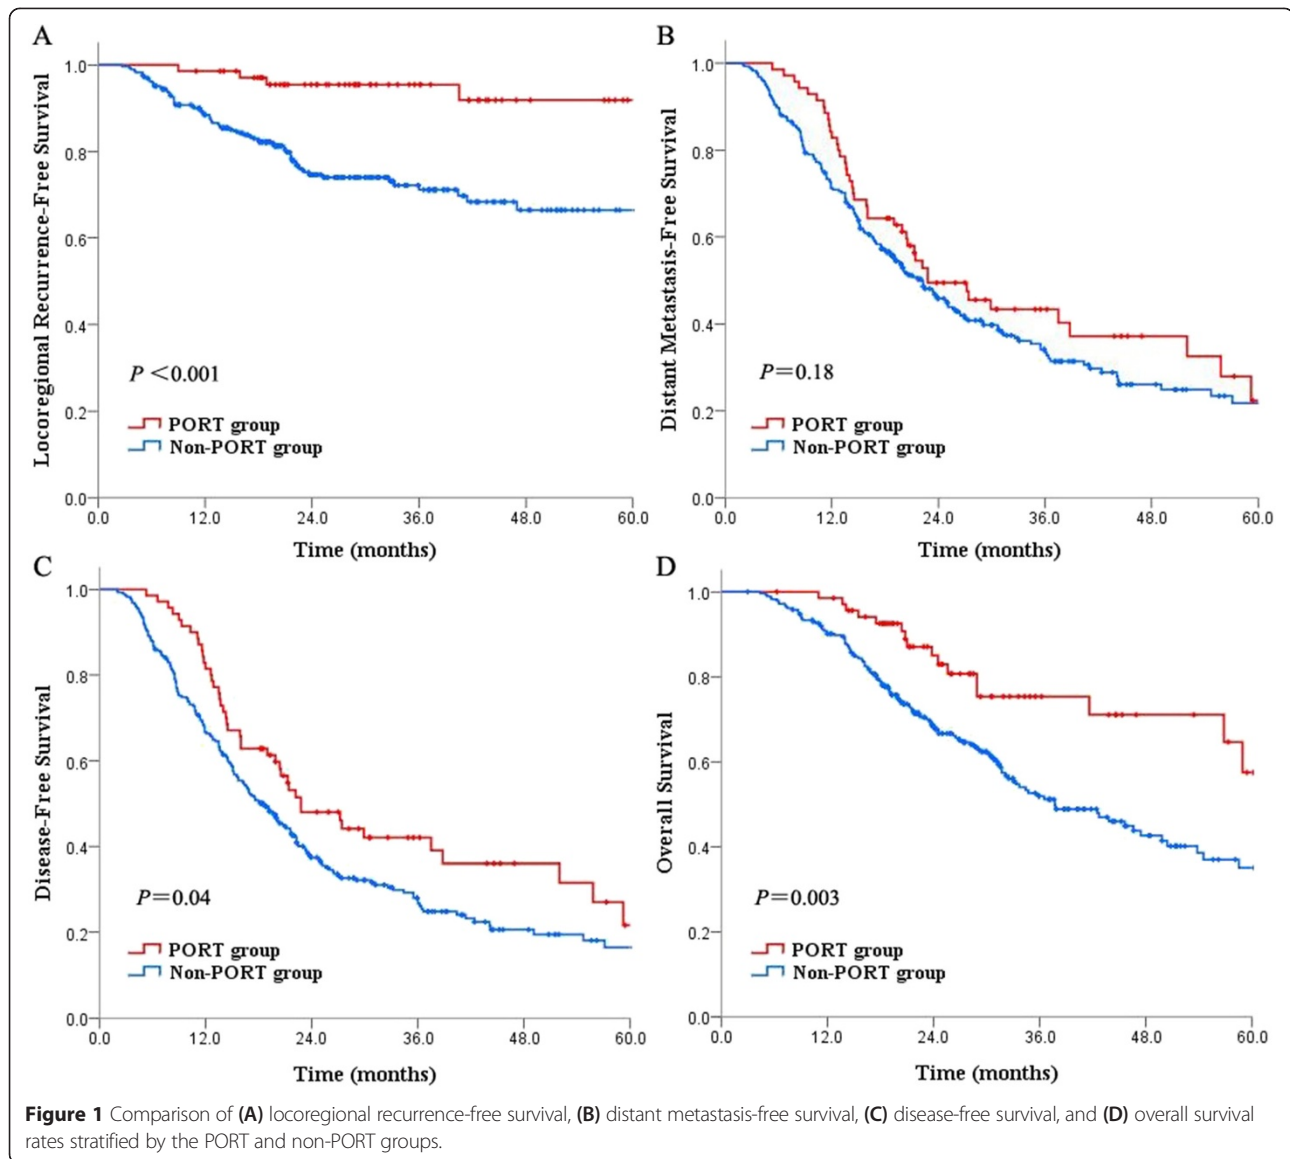 A
Locoregional Recurrence-Free Survival
1.0
0.8
0.6
0.4
0.2
0.0
P <0.001
PORT group
Non-PORT group
0.0 12.0 24.0 36.0 48.0 60.0
Time (months)
B
Distant Metastasis-Free Survival
1.0
0.8
0.6
0.4
0.2
0.0
P=0.18
PORT group
Non-PORT group
0.0 12.0 24.0 36.0 48.0 60.0
Time (months)
C
Disease-Free Survival
1.0
0.8
0.6
0.4
0.2
0.0
P=0.04
PORT group
Non-PORT group
0.0 12.0 24.0 36.0 48.0 60.0
Time (months)
D
Overall Survival
1.0
0.8
0.6
0.4
0.2
0.0
P=0.003
PORT group
Non-PORT group
0.0 12.0 24.0 36.0 48.0 60.0
Time (months)
Figure 1 Comparison of (A) locoregional recurrence-free survival, (B) distant metastasis-free survival, (C) disease-free survival, and (D) overall survival
rates stratified by the PORT and non-PORT groups.